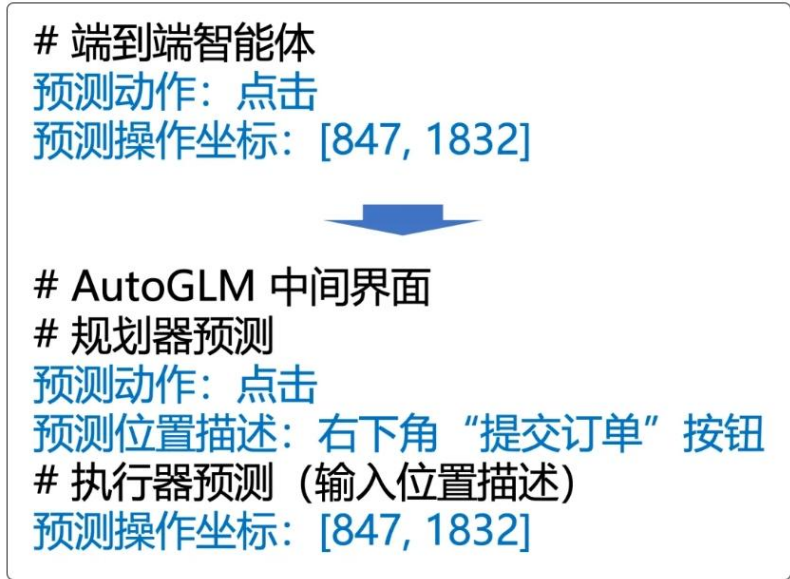 # 端到端智能体
预测动作：点击
预测操作坐标：[847, 1832]
# AutoGLM 中间界面
# 规划器预测
预测动作：点击
预测位置描述：右下角“提交订单”按钮
# 执行器预测（输入位置描述）
预测操作坐标：[847, 1832]